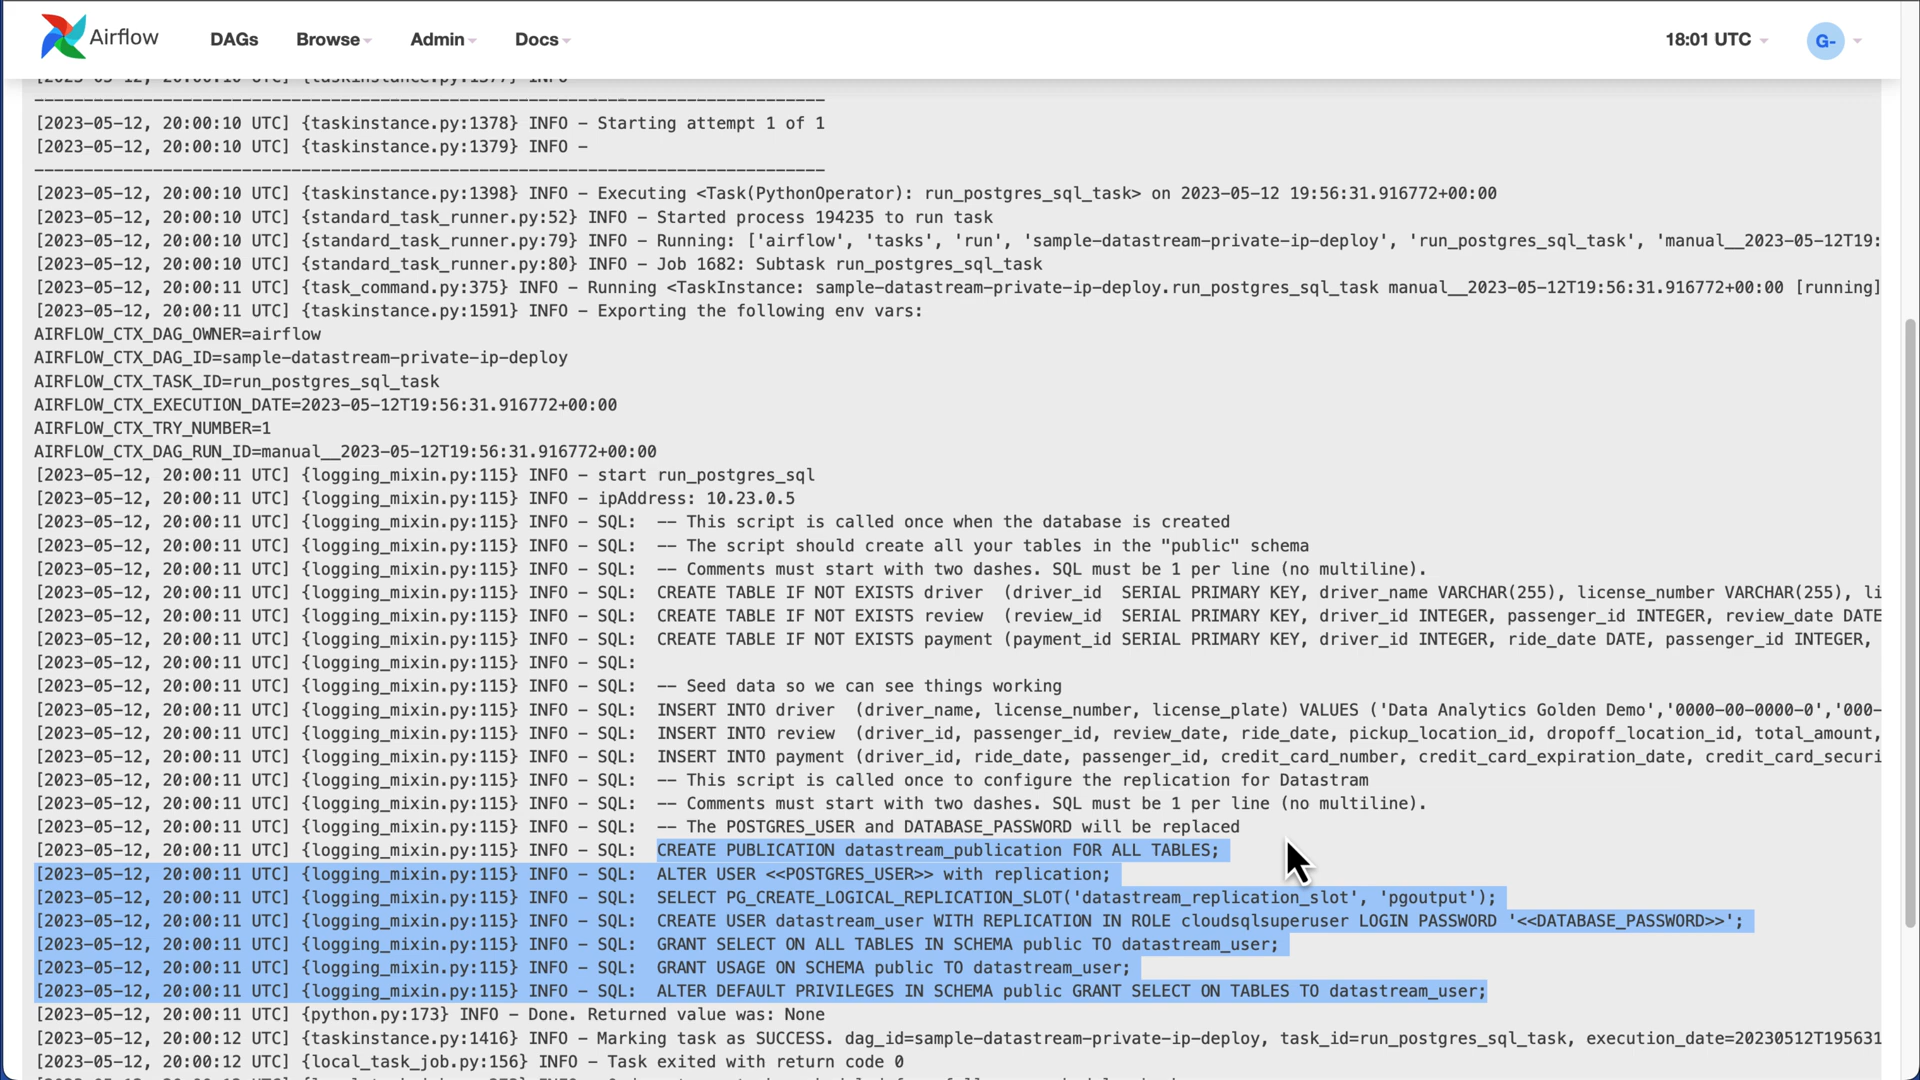 Airflow
DAGs
Browse
Admin
Docs
18:01 UTC
G-
[2023-05-12, 20:00:10 UTC] {taskinstance.py:1377} INFO -
--------------------------------------------------------------------------------
[2023-05-12, 20:00:10 UTC] {taskinstance.py:1378} INFO - Starting attempt 1 of 1
[2023-05-12, 20:00:10 UTC] {taskinstance.py:1379} INFO -
--------------------------------------------------------------------------------
[2023-05-12, 20:00:10 UTC] {taskinstance.py:1398} INFO - Executing <Task(PythonOperator): run_postgres_sql_task> on 2023-05-12 19:56:31.916772+00:00
[2023-05-12, 20:00:10 UTC] {standard_task_runner.py:52} INFO - Started process 194235 to run task
[2023-05-12, 20:00:10 UTC] {standard_task_runner.py:79} INFO - Running: ['airflow', 'tasks', 'run', 'sample-datastream-private-ip-deploy', 'run_postgres_sql_task', 'manual__2023-05-12T19:
[2023-05-12, 20:00:10 UTC] {standard_task_runner.py:80} INFO - Job 1682: Subtask run_postgres_sql_task
[2023-05-12, 20:00:11 UTC] {task_command.py:375} INFO - Running <TaskInstance: sample-datastream-private-ip-deploy.run_postgres_sql_task manual__2023-05-12T19:56:31.916772+00:00 [running]
[2023-05-12, 20:00:11 UTC] {taskinstance.py:1591} INFO - Exporting the following env vars:
AIRFLOW_CTX_DAG_OWNER=airflow
AIRFLOW_CTX_DAG_ID=sample-datastream-private-ip-deploy
AIRFLOW_CTX_TASK_ID=run_postgres_sql_task
AIRFLOW_CTX_EXECUTION_DATE=2023-05-12T19:56:31.916772+00:00
AIRFLOW_CTX_TRY_NUMBER=1
AIRFLOW_CTX_DAG_RUN_ID=manual__2023-05-12T19:56:31.916772+00:00
[2023-05-12, 20:00:11 UTC] {logging_mixin.py:115} INFO - start run_postgres_sql
[2023-05-12, 20:00:11 UTC] {logging_mixin.py:115} INFO - ipAddress: 10.23.0.5
[2023-05-12, 20:00:11 UTC] {logging_mixin.py:115} INFO - SQL:  -- This script is called once when the database is created
[2023-05-12, 20:00:11 UTC] {logging_mixin.py:115} INFO - SQL:  -- The script should create all your tables in the "public" schema
[2023-05-12, 20:00:11 UTC] {logging_mixin.py:115} INFO - SQL:  -- Comments must start with two dashes. SQL must be 1 per line (no multiline).
[2023-05-12, 20:00:11 UTC] {logging_mixin.py:115} INFO - SQL:  CREATE TABLE IF NOT EXISTS driver  (driver_id  SERIAL PRIMARY KEY, driver_name VARCHAR(255), license_number VARCHAR(255), li
[2023-05-12, 20:00:11 UTC] {logging_mixin.py:115} INFO - SQL:  CREATE TABLE IF NOT EXISTS review  (review_id  SERIAL PRIMARY KEY, driver_id INTEGER, passenger_id INTEGER, review_date DATE
[2023-05-12, 20:00:11 UTC] {logging_mixin.py:115} INFO - SQL:  CREATE TABLE IF NOT EXISTS payment (payment_id SERIAL PRIMARY KEY, driver_id INTEGER, ride_date DATE, passenger_id INTEGER,
[2023-05-12, 20:00:11 UTC] {logging_mixin.py:115} INFO - SQL:
[2023-05-12, 20:00:11 UTC] {logging_mixin.py:115} INFO - SQL:  -- Seed data so we can see things working
[2023-05-12, 20:00:11 UTC] {logging_mixin.py:115} INFO - SQL:  INSERT INTO driver  (driver_name, license_number, license_plate) VALUES ('Data Analytics Golden Demo','0000-00-0000-0','000-
[2023-05-12, 20:00:11 UTC] {logging_mixin.py:115} INFO - SQL:  INSERT INTO review  (driver_id, passenger_id, review_date, ride_date, pickup_location_id, dropoff_location_id, total_amount,
[2023-05-12, 20:00:11 UTC] {logging_mixin.py:115} INFO - SQL:  INSERT INTO payment (driver_id, ride_date, passenger_id, credit_card_number, credit_card_expiration_date, credit_card_securi
[2023-05-12, 20:00:11 UTC] {logging_mixin.py:115} INFO - SQL:  -- This script is called once to configure the replication for Datastram
[2023-05-12, 20:00:11 UTC] {logging_mixin.py:115} INFO - SQL:  -- Comments must start with two dashes. SQL must be 1 per line (no multiline).
[2023-05-12, 20:00:11 UTC] {logging_mixin.py:115} INFO - SQL:  -- The POSTGRES_USER and DATABASE_PASSWORD will be replaced
[2023-05-12, 20:00:11 UTC] {logging_mixin.py:115} INFO - SQL:  CREATE PUBLICATION datastream_publication FOR ALL TABLES;
[2023-05-12, 20:00:11 UTC] {logging_mixin.py:115} INFO - SQL:  ALTER USER <<POSTGRES_USER>> with replication;
[2023-05-12, 20:00:11 UTC] {logging_mixin.py:115} INFO - SQL:  SELECT PG_CREATE_LOGICAL_REPLICATION_SLOT('datastream_replication_slot', 'pgoutput');
[2023-05-12, 20:00:11 UTC] {logging_mixin.py:115} INFO - SQL:  CREATE USER datastream_user WITH REPLICATION IN ROLE cloudsqlsuperuser LOGIN PASSWORD '<<DATABASE_PASSWORD>>';
[2023-05-12, 20:00:11 UTC] {logging_mixin.py:115} INFO - SQL:  GRANT SELECT ON ALL TABLES IN SCHEMA public TO datastream_user;
[2023-05-12, 20:00:11 UTC] {logging_mixin.py:115} INFO - SQL:  GRANT USAGE ON SCHEMA public TO datastream_user;
[2023-05-12, 20:00:11 UTC] {logging_mixin.py:115} INFO - SQL:  ALTER DEFAULT PRIVILEGES IN SCHEMA public GRANT SELECT ON TABLES TO datastream_user;
[2023-05-12, 20:00:11 UTC] {python.py:173} INFO - Done. Returned value was: None
[2023-05-12, 20:00:12 UTC] {taskinstance.py:1416} INFO - Marking task as SUCCESS. dag_id=sample-datastream-private-ip-deploy, task_id=run_postgres_sql_task, execution_date=20230512T195631
[2023-05-12, 20:00:12 UTC] {local_task_job.py:156} INFO - Task exited with return code 0